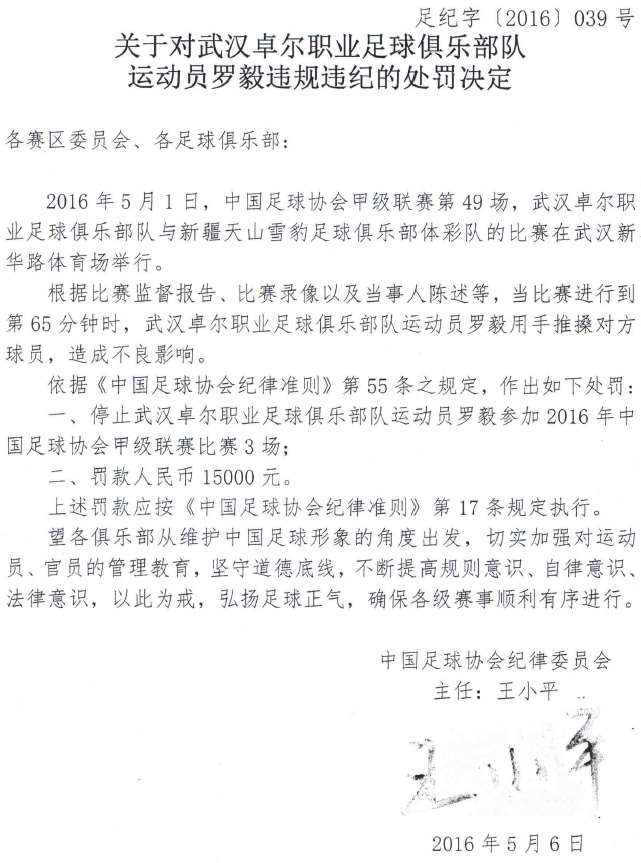 足纪字〔2016〕039 号
关于对武汉卓尔职业足球俱乐部队
运动员罗毅违规违纪的处罚决定
各赛区委员会、各足球俱乐部：
2016 年 5 月 1 日，中国足球协会甲级联赛第 49 场，武汉卓尔职
业足球俱乐部队与新疆天山雪豹足球俱乐部体彩队的比赛在武汉新
华路体育场举行。
根据比赛监督报告、比赛录像以及当事人陈述等，当比赛进行到
第 65 分钟时，武汉卓尔职业足球俱乐部队运动员罗毅用手推搡对方
球员，造成不良影响。
依据《中国足球协会纪律准则》第 55 条之规定，作出如下处罚：
一、停止武汉卓尔职业足球俱乐部队运动员罗毅参加 2016 年中
国足球协会甲级联赛比赛 3 场；
二、罚款人民币 15000 元。
上述罚款应按《中国足球协会纪律准则》第 17 条规定执行。
望各俱乐部从维护中国足球形象的角度出发，切实加强对运动
员、官员的管理教育，坚守道德底线，不断提高规则意识、自律意识、
法律意识，以此为戒，弘扬足球正气，确保各级赛事顺利有序进行。
中国足球协会纪律委员会
主任：王小平
王小平
2016 年 5 月 6 日